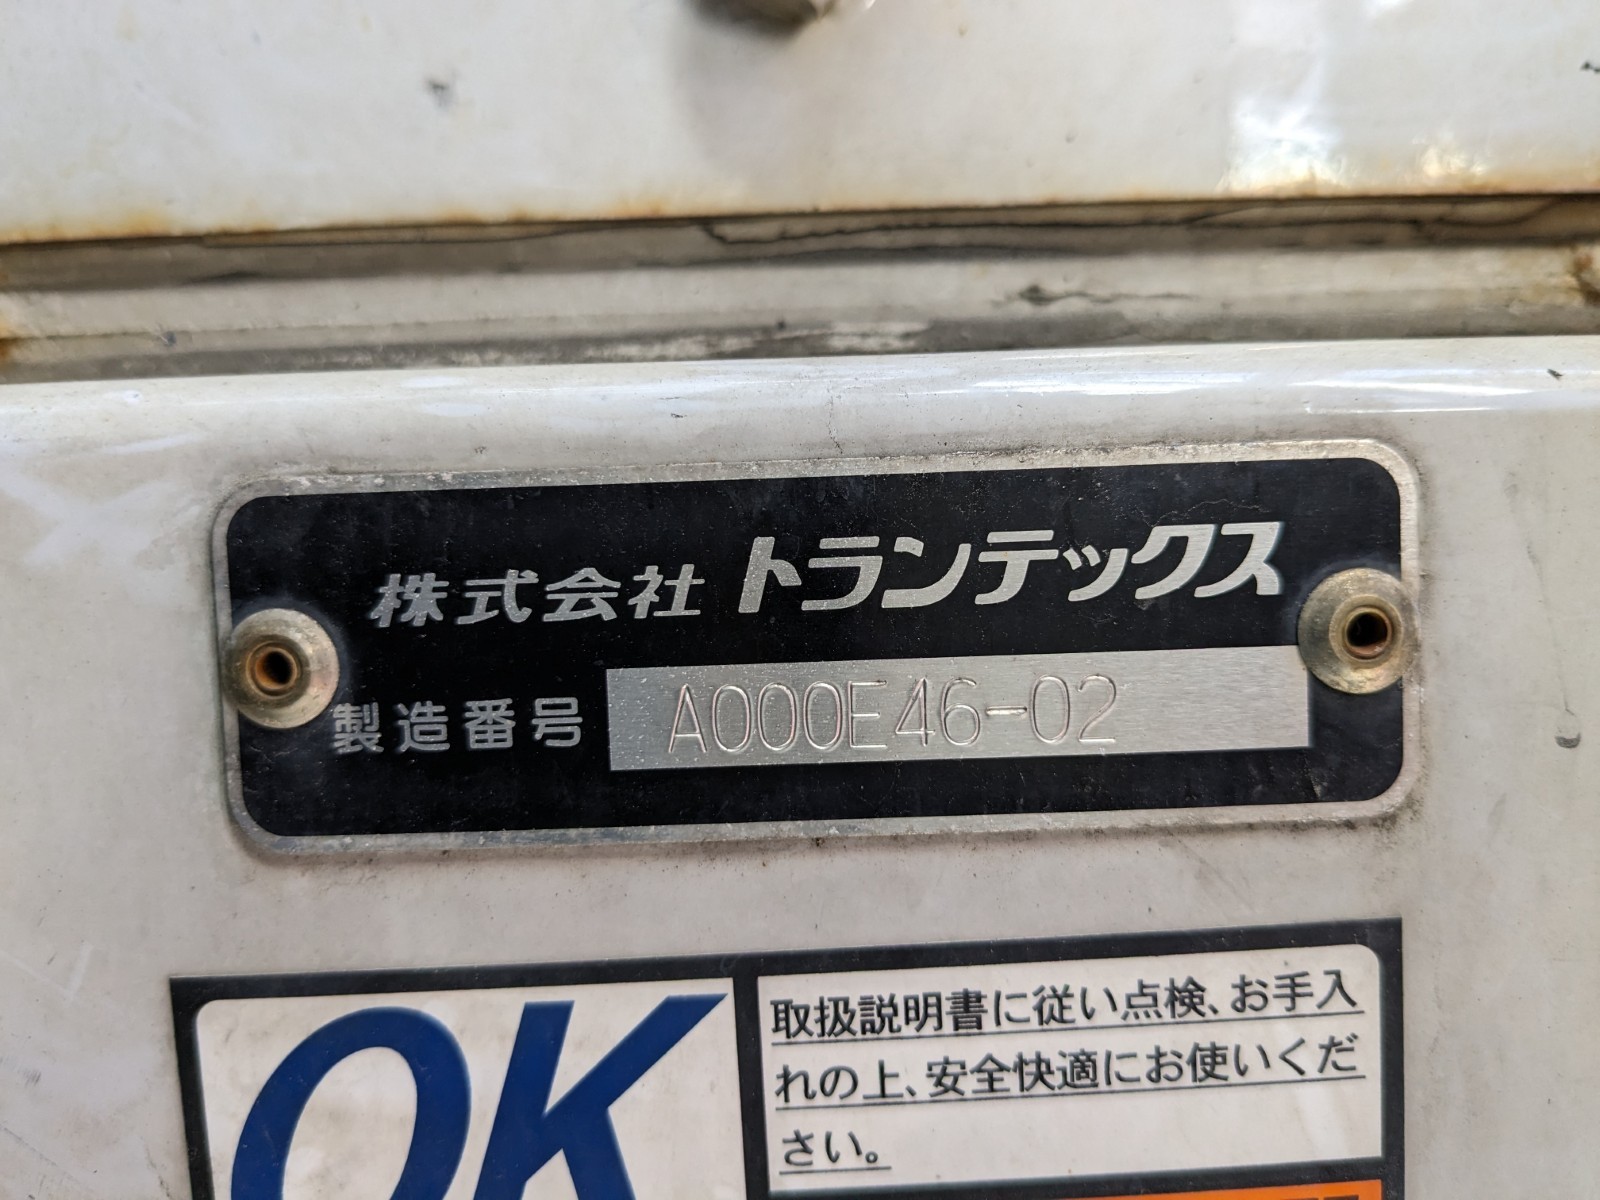 株式会社 トランテックス
製造番号 A000E46-02
OK
取扱説明書に従い点検、お手入
れの上、安全快適にお使いくだ
さい。